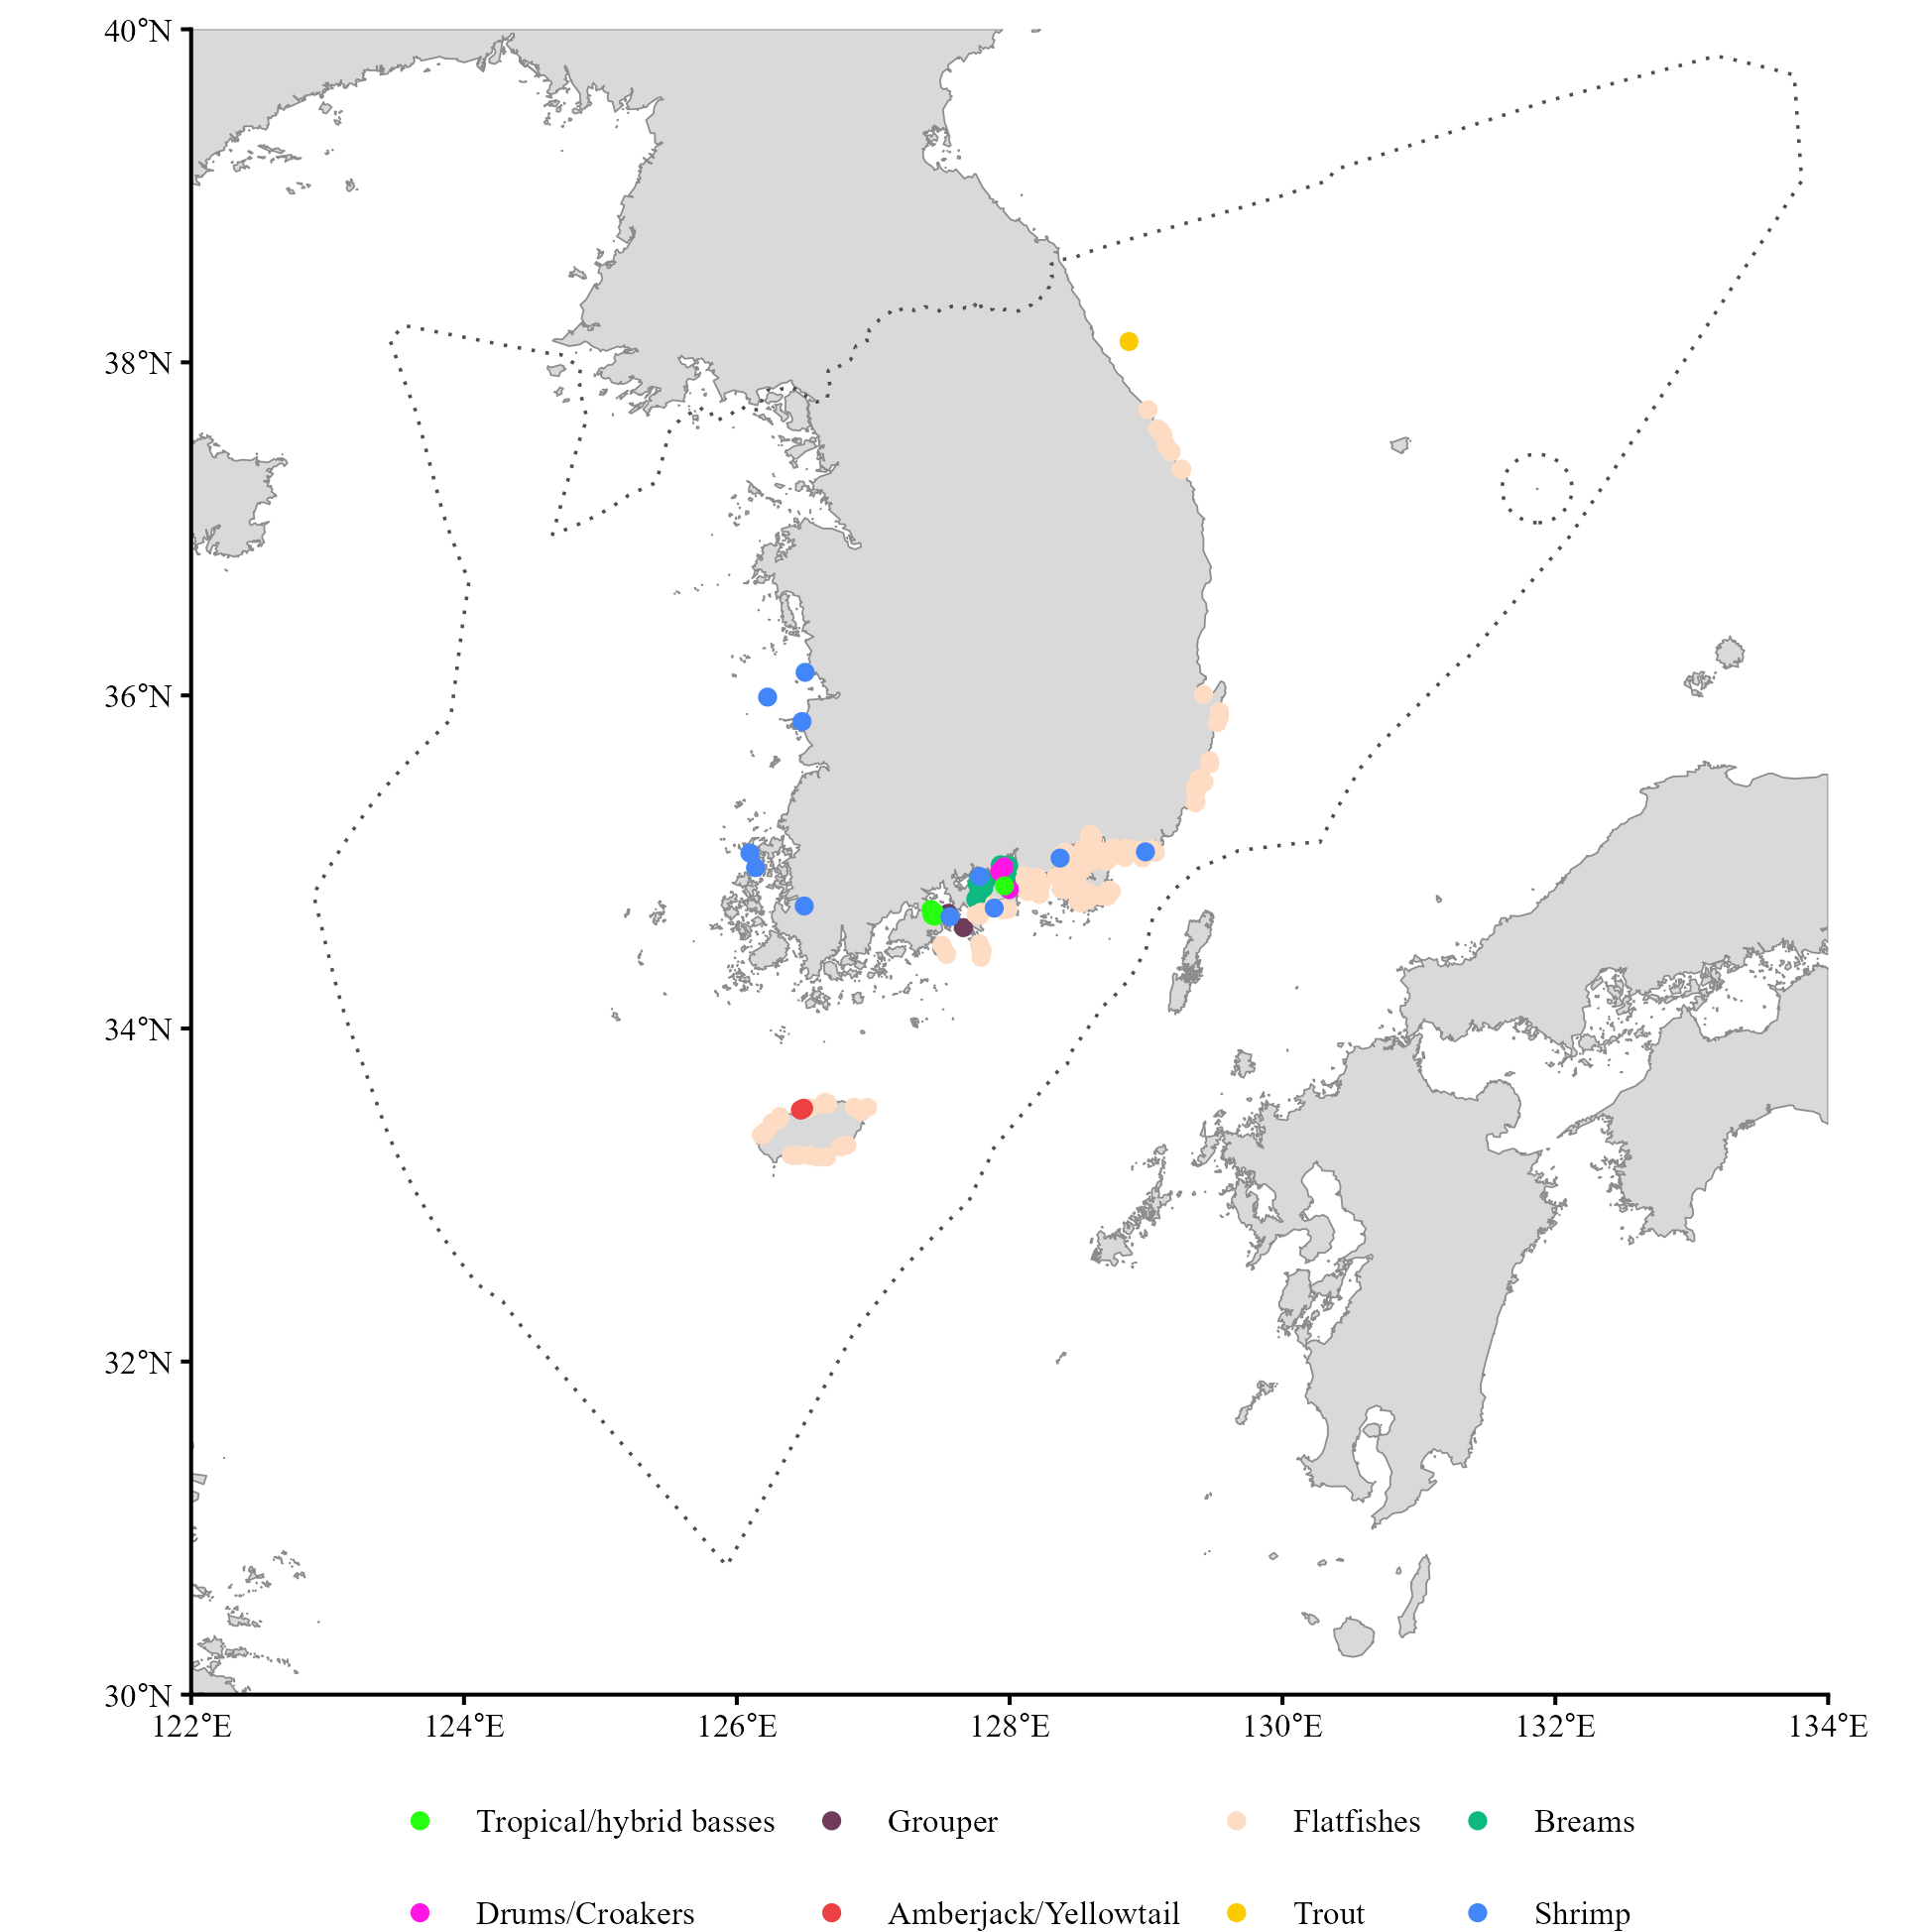 40°N
38°N
36°N
34°N
32°N
30°N
122°E 124°E 126°E 128°E 130°E 132°E 134°E
Tropical/hybrid basses Grouper Flatfishes Breams
Drums/Croakers Amberjack/Yellowtail Trout Shrimp